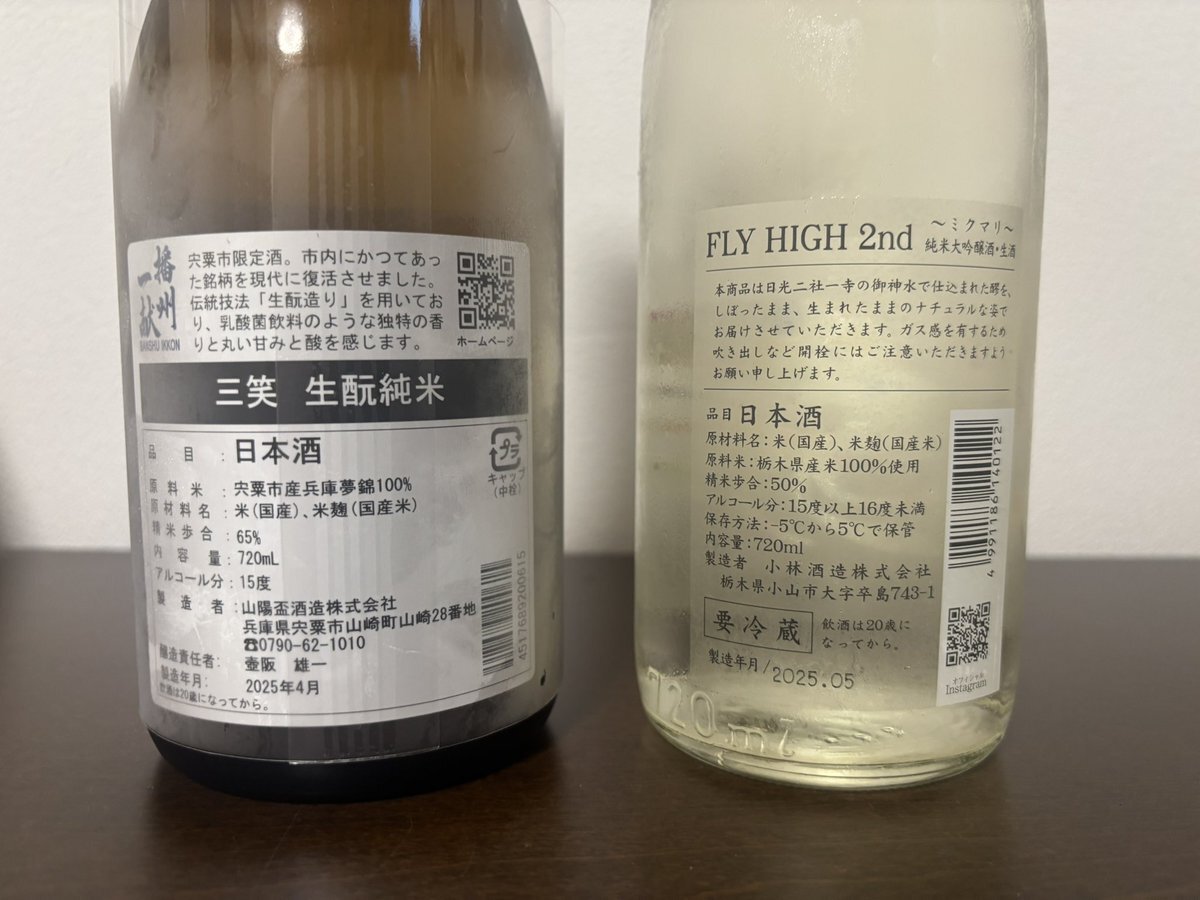 播州
一献
BANSHU IKKON
宍粟市限定酒。市内にかつてあっ
た銘柄を現代に復活させました。
伝統技法「生酛造り」を用いてお
り、乳酸菌飲料のような独特の香
りと丸い甘みと酸を感じます。
ホームページ
三笑 生酛純米
品目:日本酒
プラ
キャップ
(中栓)
原料米:宍粟市産兵庫夢錦100%
原材料名:米(国産)、米麹(国産米)
精米歩合:65%
内容量:720mL
アルコール分:15度
製造者:山陽盃酒造株式会社
兵庫県宍粟市山崎町山崎28番地
☎0790-62-1010
醸造責任者: 壺阪 雄一
製造年月: 2025年4月
飲酒は20歳になってから。
4517689200615
FLY HIGH 2nd
〜ミクマリ〜
純米大吟醸酒・生酒
本商品は日光二社一寺の御神水で仕込まれた醪を、
しぼったまま、生まれたままのナチュラルな姿で
お届けさせていただきます。ガス感を有するため
吹き出しなど開栓にはご注意いただきますよう
お願い申し上げます。
品目 日本酒
原材料名:米(国産)、米麹(国産米)
原料米:栃木県産米100%使用
精米歩合:50%
アルコール分:15度以上16度未満
保存方法:-5℃から5℃で保管
内容量:720ml
製造者 小林酒造株式会社
栃木県小山市大字卒島743-1
要冷蔵
飲酒は20歳に
なってから。
製造年月/2025.05
4991186140122
オフィシャル
Instagram
720ml